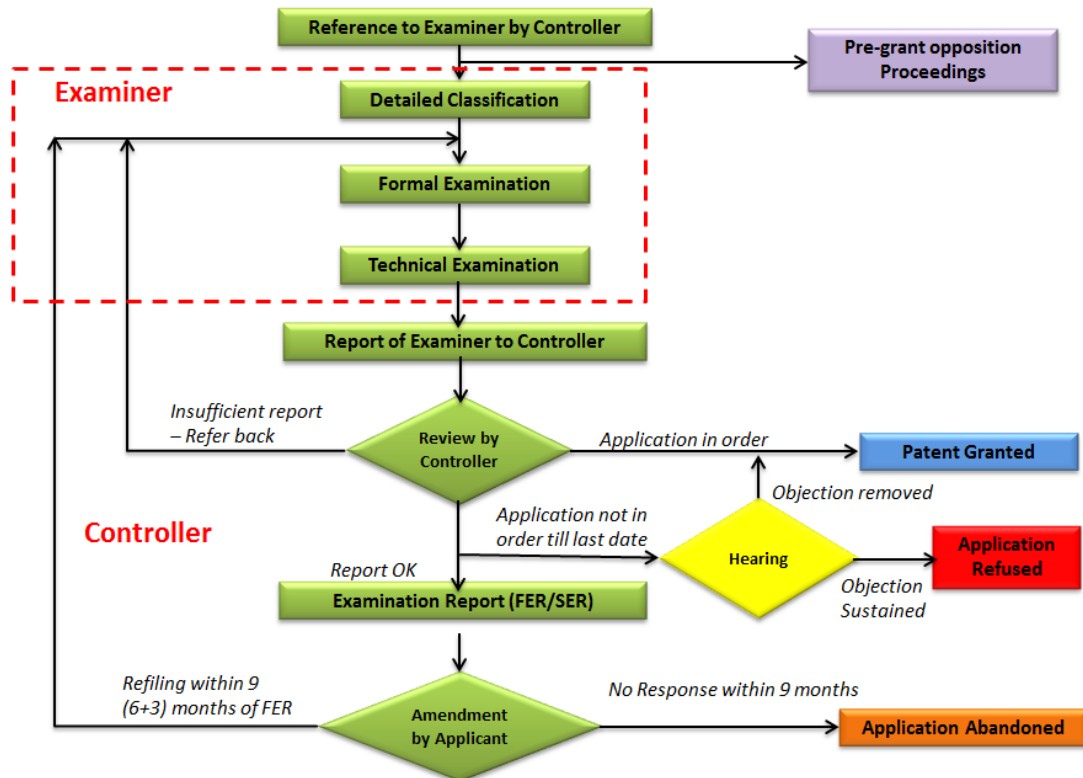 Reference to Examiner by Controller
Pre-grant opposition
Proceedings
Examiner
Detailed Classification
Formal Examination
Technical Examination
Report of Examiner to Controller
Insufficient report
– Refer back
Review by
Controller
Application in order
Patent Granted
Objection removed
Controller
Application not in
order till last date
Hearing
Application
Refused
Report OK
Objection
Sustained
Examination Report (FER/SER)
Refiling within 9
(6+3) months of FER
Amendment
by Applicant
No Response within 9 months
Application Abandoned